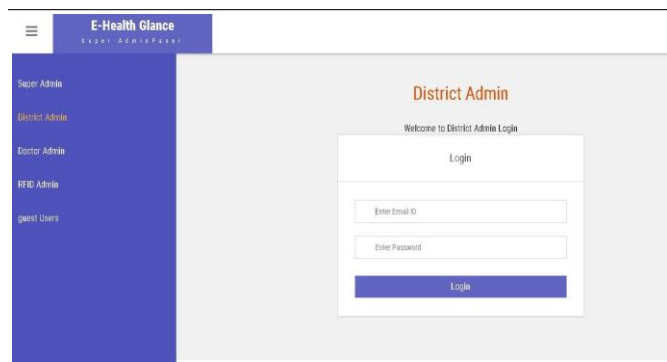 E-Health Glance
Super AdminPanel
Super Admin
District Admin
Doctor Admin
RFID Admin
guest Users
District Admin
Welcome to District Admin Login
Login
Enter Email ID
Enter Password
Login